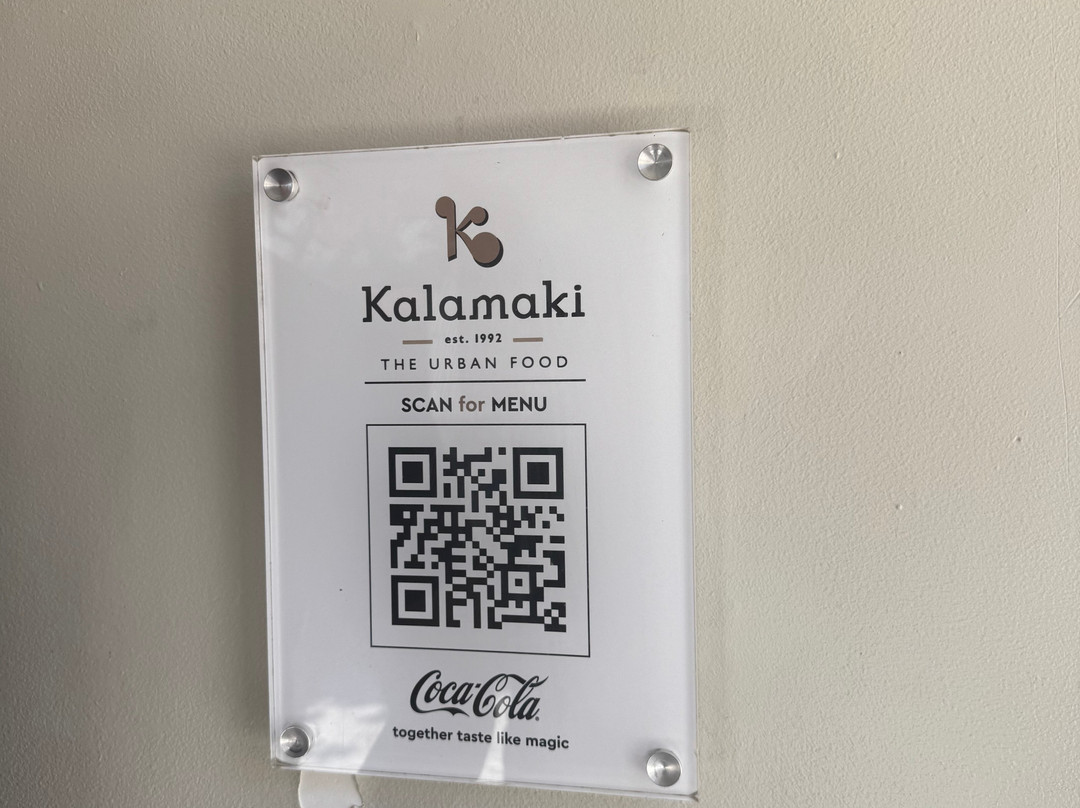 Kalamaki
est. 1992
THE URBAN FOOD
SCAN for MENU
Coca-Cola
together taste like magic